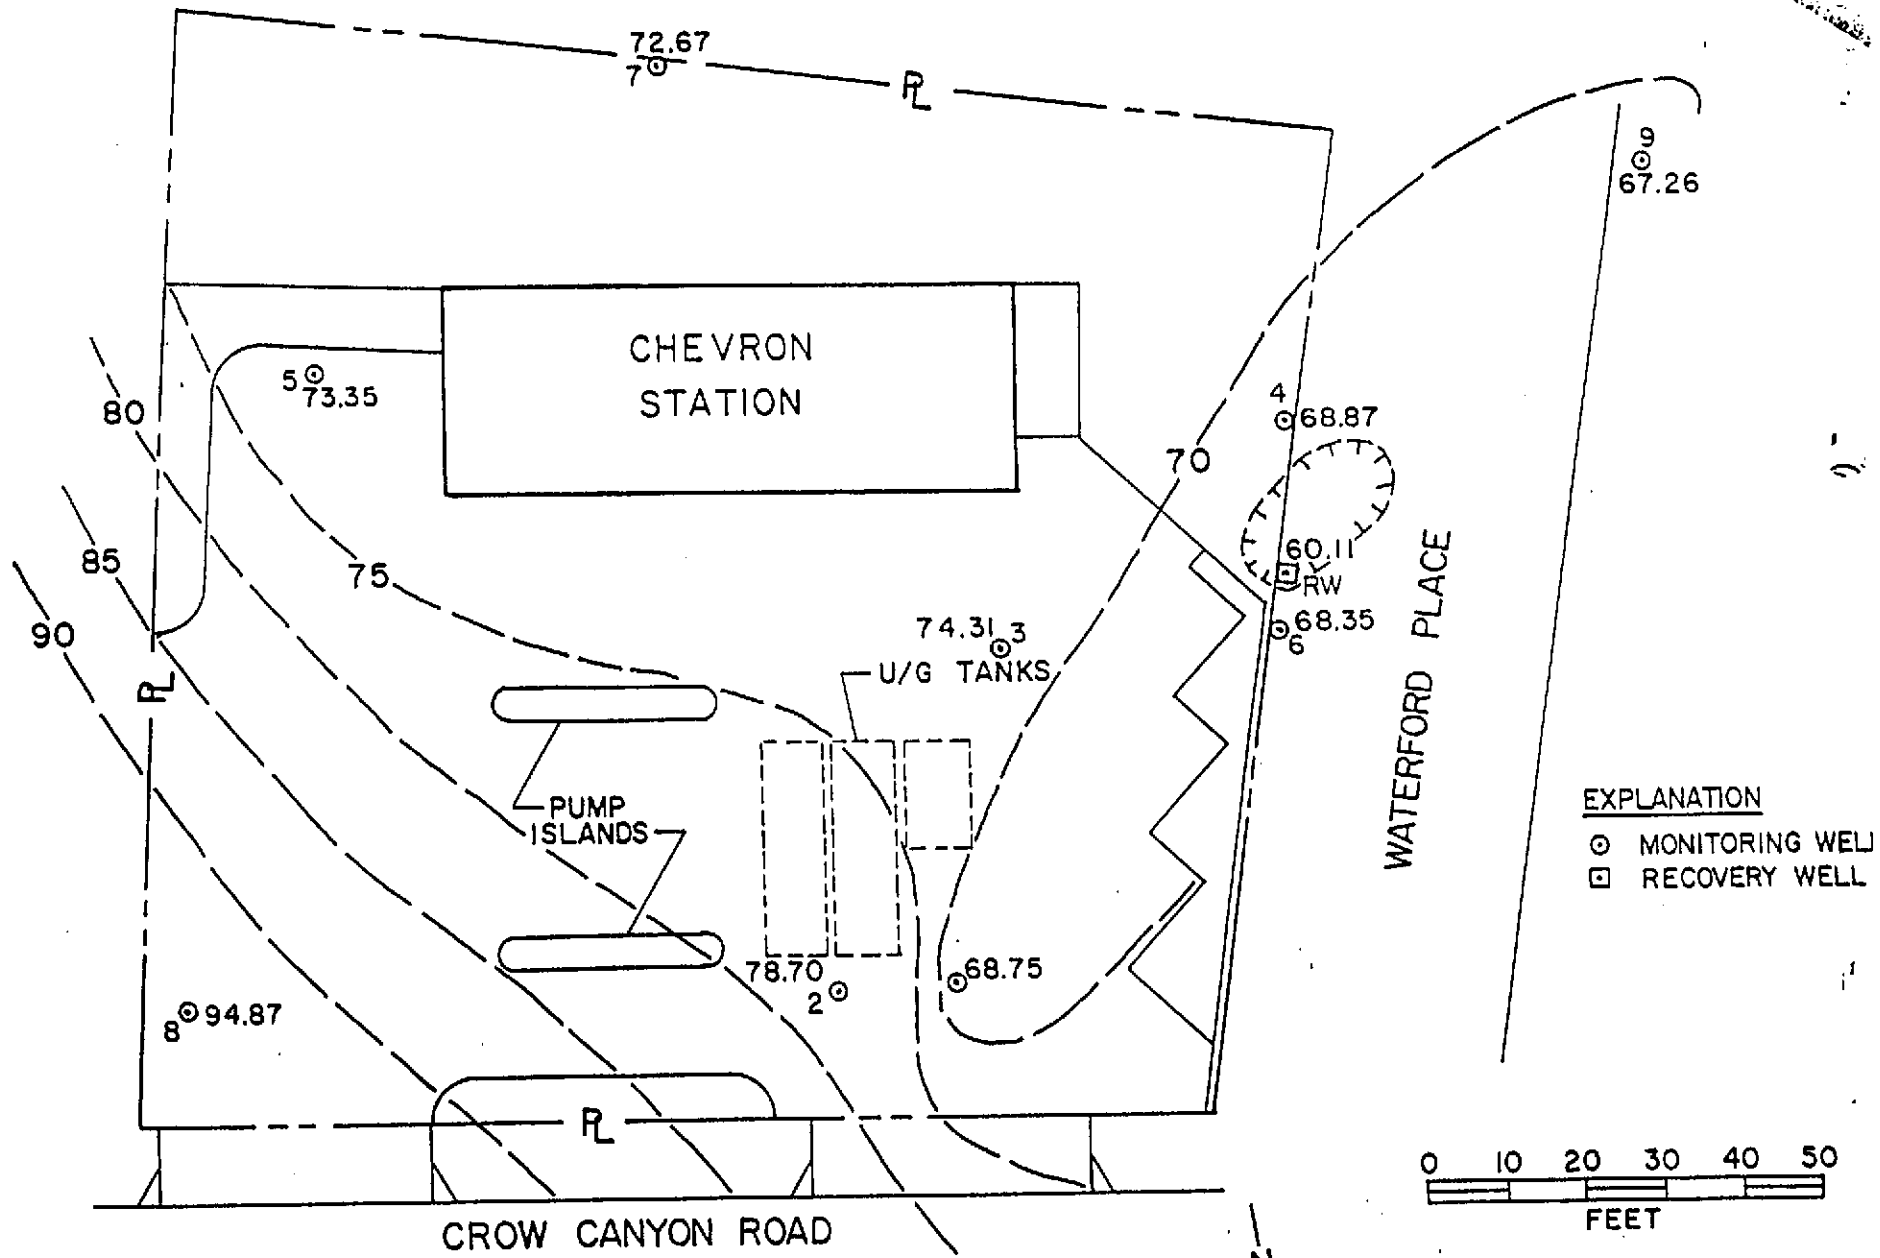 72.67
7
PL
9
67.26
CHEVRON
STATION
5
73.35
80
4
68.87
70
85
75
60.11
RW
90
74.31
3
68.35
6
PL
U/G TANKS
WATERFORD PLACE
PUMP
ISLANDS
EXPLANATION
MONITORING WELL
RECOVERY WELL
78.70
2
68.75
8
94.87
PL
0 10 20 30 40 50
FEET
CROW CANYON ROAD